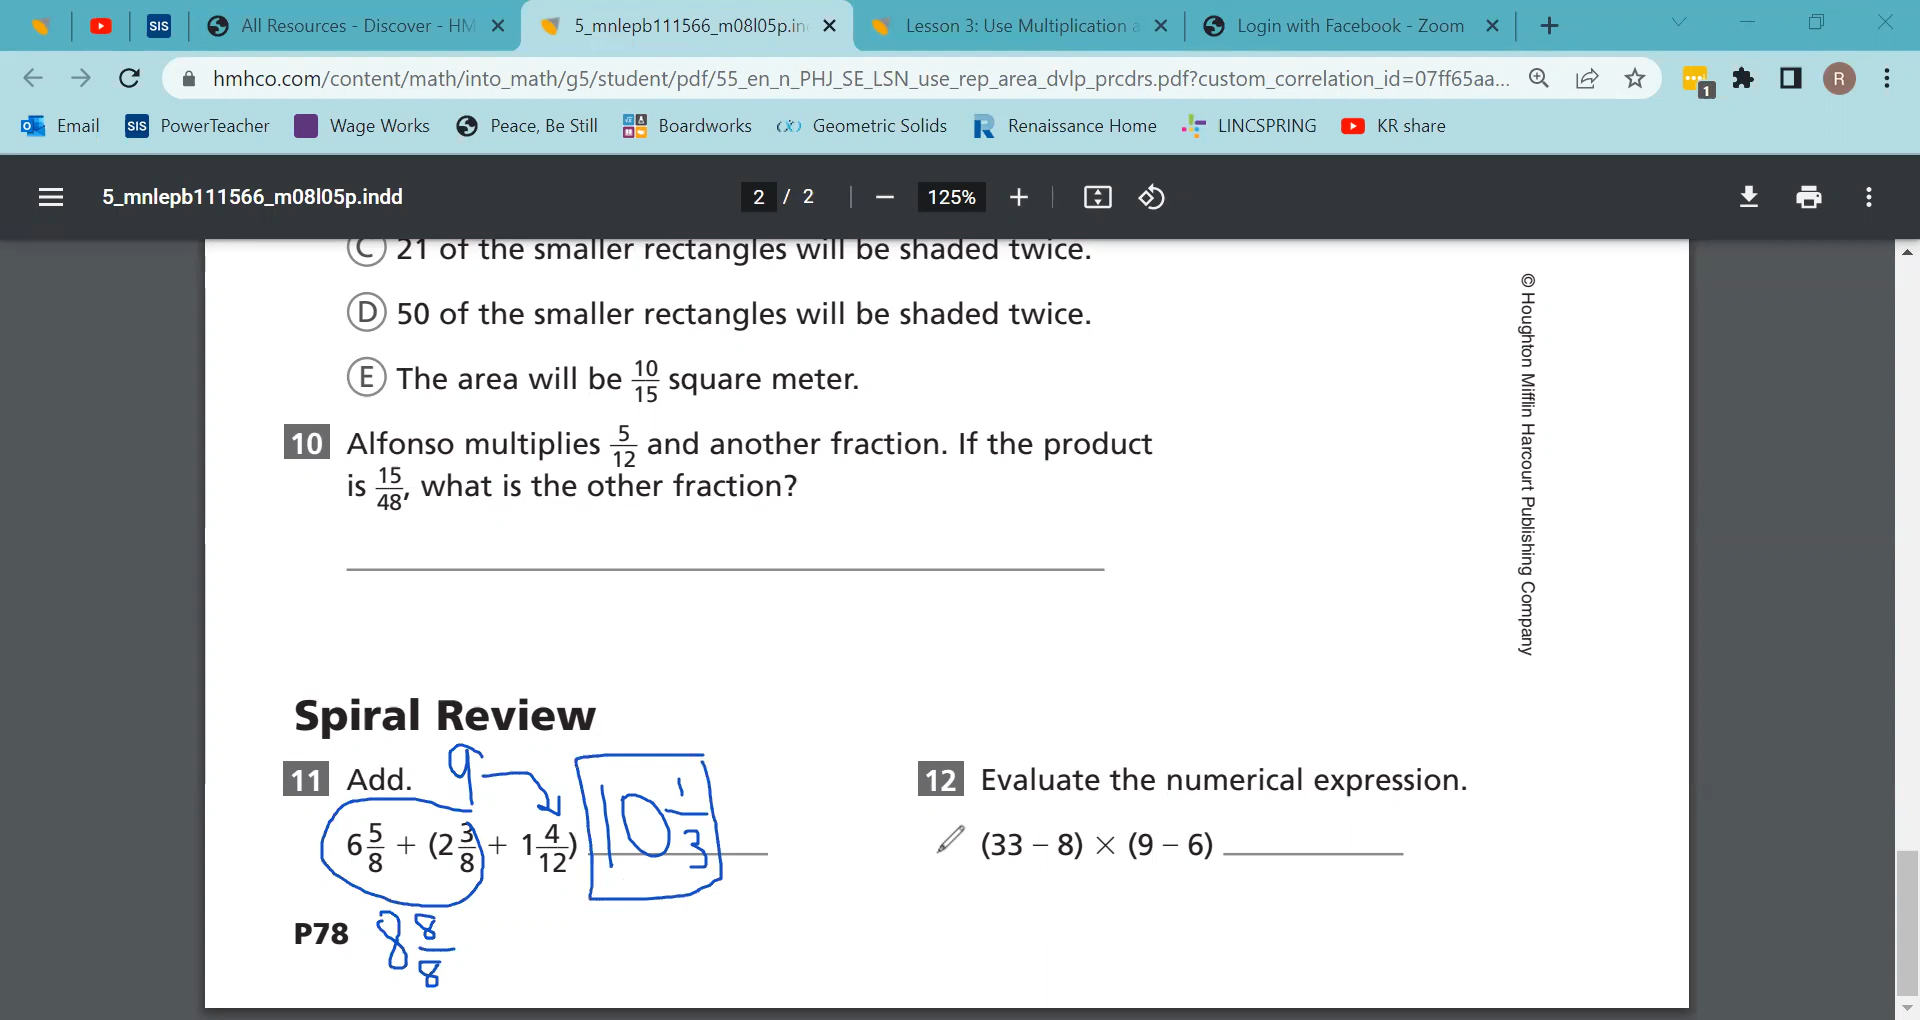 SIS
All Resources - Discover - HM
5_mnlepb111566_m08l05p.in
Lesson 3: Use Multiplication a
Login with Facebook - Zoom
hmhco.com/content/math/into_math/g5/student/pdf/55_en_n_PHJ_SE_LSN_use_rep_area_dvlp_prcdrs.pdf?custom_correlation_id=07ff65aa...
1
R
Email
SIS PowerTeacher
Wage Works
Peace, Be Still
Boardworks
Geometric Solids
Renaissance Home
LINCSPRING
KR share
5_mnlepb111566_m08l05p.indd
2 / 2
125%
C 21 of the smaller rectangles will be shaded twice.
D 50 of the smaller rectangles will be shaded twice.
E The area will be 10/15 square meter.
10 Alfonso multiplies 5/12 and another fraction. If the product
is 15/48, what is the other fraction?
© Houghton Mifflin Harcourt Publishing Company
Spiral Review
11 Add.
9
6 5/8 + (2 3/8 + 1 4/12) 10 1/3
8 8/8
12 Evaluate the numerical expression.
(33 – 8) × (9 – 6)
P78